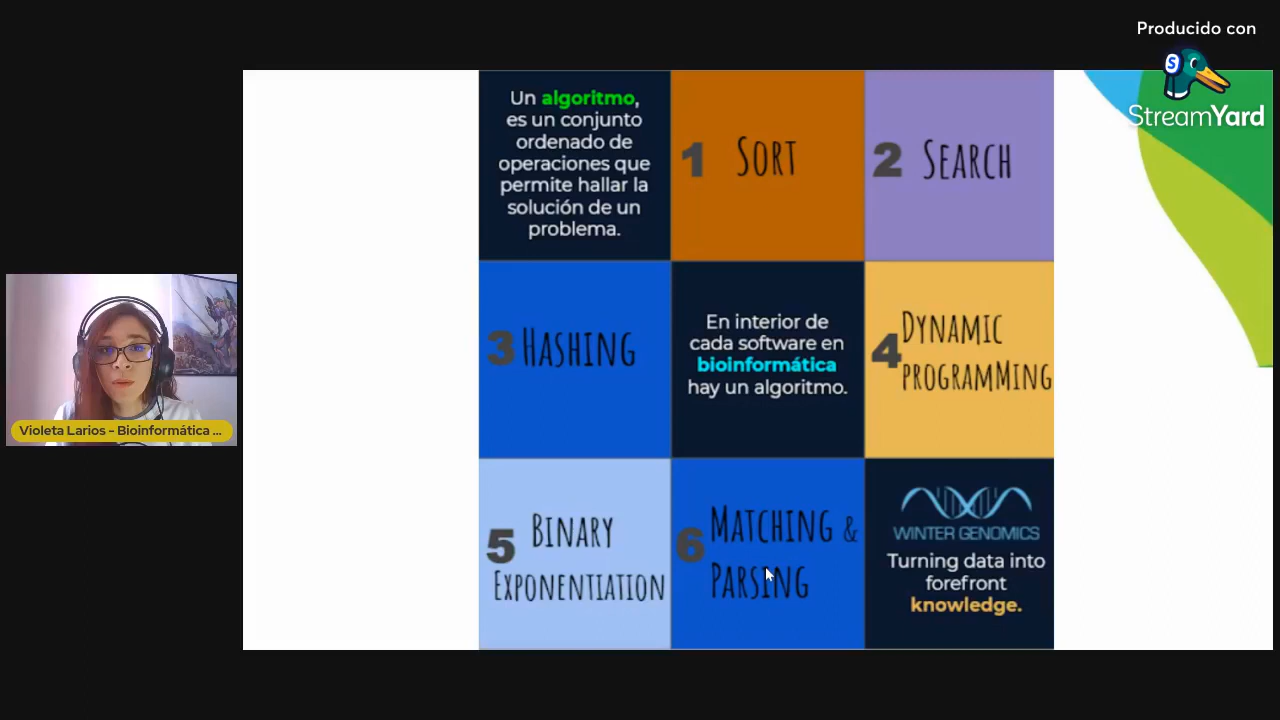 Producido con
StreamYard
Un algoritmo,
es un conjunto
ordenado de
operaciones que
permite hallar la
solución de un
problema.
1 SORT
2 SEARCH
3 HASHING
En interior de
cada software en
bioinformática
hay un algoritmo.
4 DYNAMIC
PROGRAMMING
5 BINARY
EXPONENTIATION
6 MATCHING &
PARSING
WINTER GENOMICS
Turning data into
forefront
knowledge.
Violeta Larios - Bioinformática ...